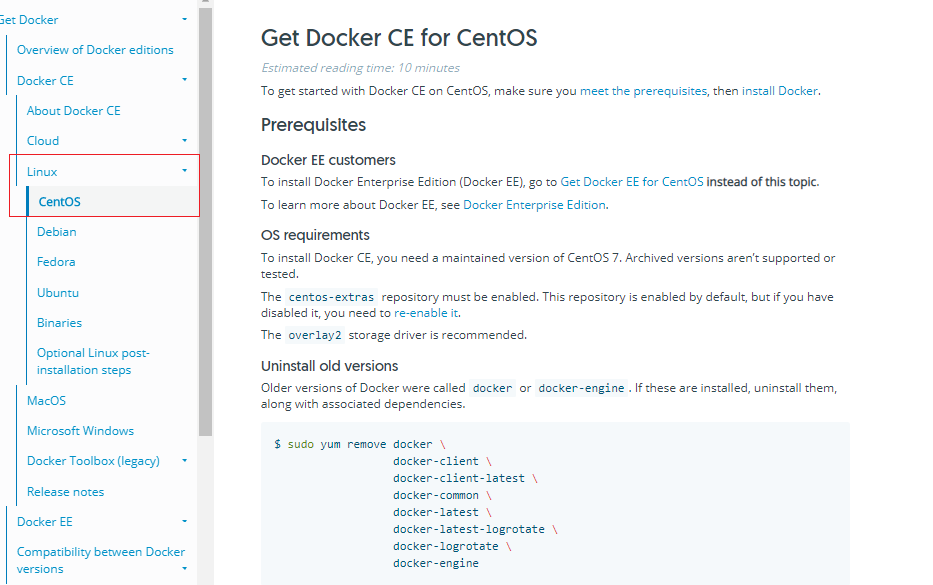 Get Docker
Overview of Docker editions
Docker CE
About Docker CE
Cloud
Linux
CentOS
Debian
Fedora
Ubuntu
Binaries
Optional Linux post-
installation steps
MacOS
Microsoft Windows
Docker Toolbox (legacy)
Release notes
Docker EE
Compatibility between Docker
versions
Get Docker CE for CentOS
Estimated reading time: 10 minutes
To get started with Docker CE on CentOS, make sure you meet the prerequisites, then install Docker.
Prerequisites
Docker EE customers
To install Docker Enterprise Edition (Docker EE), go to Get Docker EE for CentOS instead of this topic.
To learn more about Docker EE, see Docker Enterprise Edition.
OS requirements
To install Docker CE, you need a maintained version of CentOS 7. Archived versions aren't supported or
tested.
The centos-extras repository must be enabled. This repository is enabled by default, but if you have
disabled it, you need to re-enable it.
The overlay2 storage driver is recommended.
Uninstall old versions
Older versions of Docker were called docker or docker-engine . If these are installed, uninstall them,
along with associated dependencies.
$ sudo yum remove docker \
docker-client \
docker-client-latest \
docker-common \
docker-latest \
docker-latest-logrotate \
docker-logrotate \
docker-engine